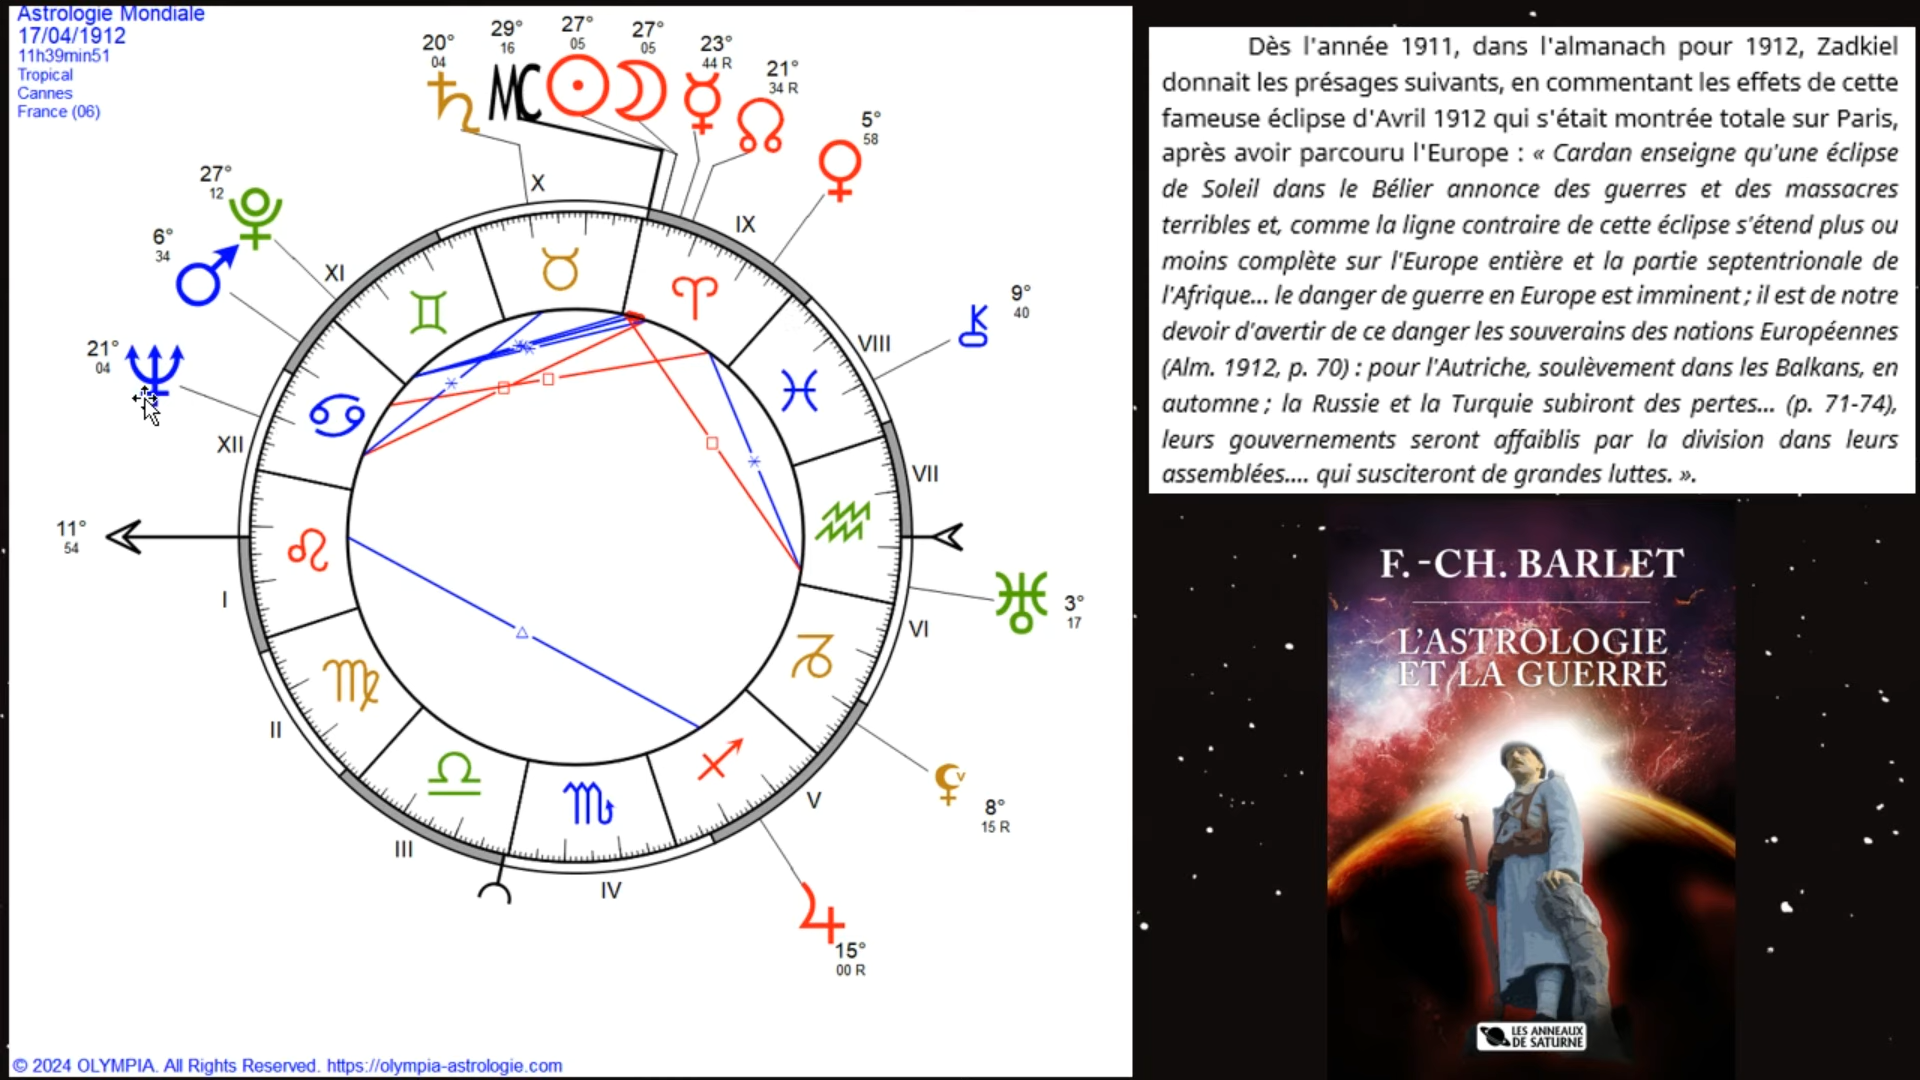 Astrologie Mondiale
17/04/1912
11h39min51
Tropical
Cannes
France (06)
20°
04
29°
16
MC
27°
05
27°
05
23°
44 R
21°
34 R
5°
58
27°
12
6°
34
21°
04
9°
40
11°
54
3°
17
8°
15 R
15°
00 R
X
IX
XI
VIII
XII
VII
I
VI
II
V
III
IV
© 2024 OLYMPIA. All Rights Reserved. https://olympia-astrologie.com
Dès l'année 1911, dans l'almanach pour 1912, Zadkiel
donnait les présages suivants, en commentant les effets de cette
fameuse éclipse d'Avril 1912 qui s'était montrée totale sur Paris,
après avoir parcouru l'Europe : « Cardan enseigne qu'une éclipse
de Soleil dans le Bélier annonce des guerres et des massacres
terribles et, comme la ligne contraire de cette éclipse s'étend plus ou
moins complète sur l'Europe entière et la partie septentrionale de
l'Afrique... le danger de guerre en Europe est imminent ; il est de notre
devoir d'avertir de ce danger les souverains des nations Européennes
(Alm. 1912, p. 70) : pour l'Autriche, soulèvement dans les Balkans, en
automne ; la Russie et la Turquie subiront des pertes... (p. 71-74),
leurs gouvernements seront affaiblis par la division dans leurs
assemblées.... qui susciteront de grandes luttes. ».
F.-CH. BARLET
L'ASTROLOGIE
ET LA GUERRE
LES ANNEAUX
DE SATURNE